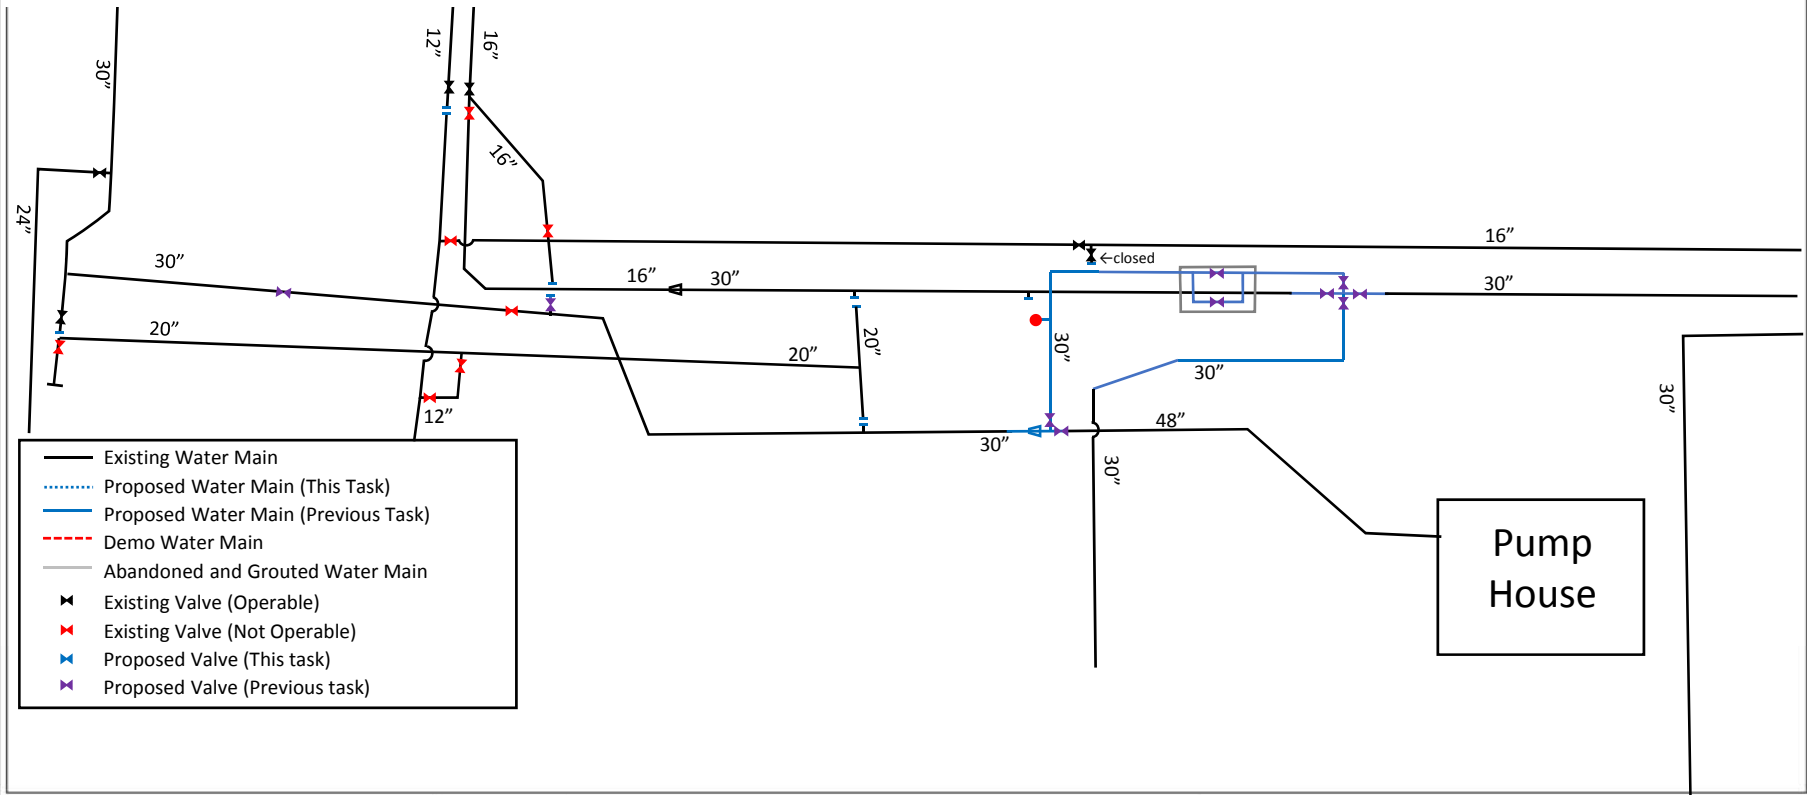 12”
16”
30”
16”
24”
16”
←closed
30”
16”
30”
30”
20”
20”
20”
30”
30”
30”
12”
48”
30”
30”
Existing Water Main
Proposed Water Main (This Task)
Proposed Water Main (Previous Task)
Demo Water Main
Abandoned and Grouted Water Main
Existing Valve (Operable)
Existing Valve (Not Operable)
Proposed Valve (This task)
Proposed Valve (Previous task)
Pump
House